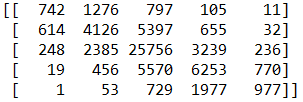 [[ 742 1276 797 105 11]
[ 614 4126 5397 655 32]
[ 248 2385 25756 3239 236]
[ 19 456 5570 6253 770]
[ 1 53 729 1977 977]]